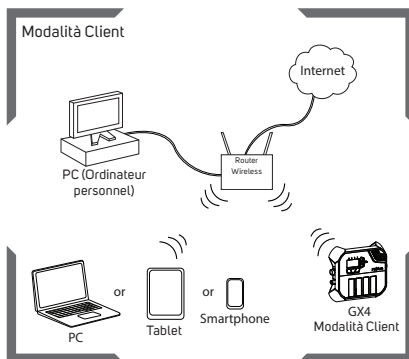 Modalità Client
Internet
Router
Wireless
PC (Ordinateur
personnel)
or
or
Smartphone
Tablet
PC
GX4
Modalità Client